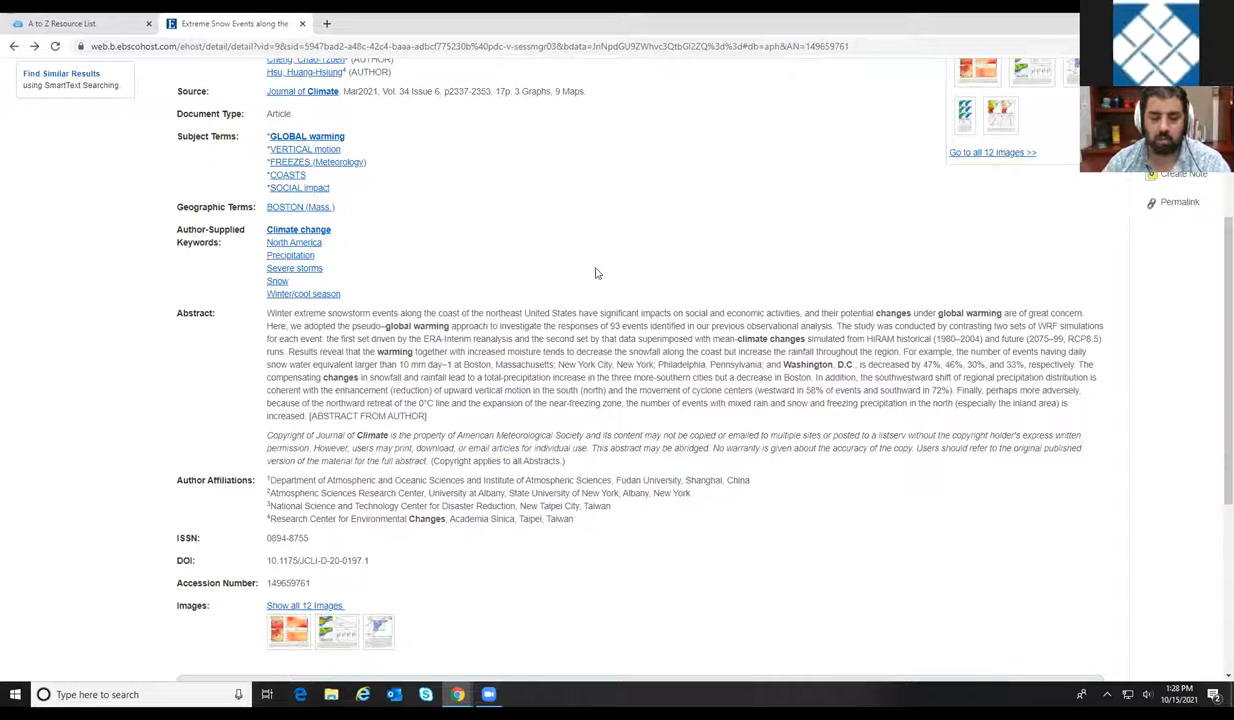 A to Z Resource List
Extreme Snow Events along the
web.b.ebscohost.com/ehost/detail/detail?vid=9&sid=5947bad2-a48c-42c4-baaa-adbcf775230b%40pdc-v-sessmgr03&bdata=JnNpdGU9ZWhvc3QtbGl2ZQ%3d%3d#db=aph&AN=149659761
Find Similar Results
using SmartText Searching.
Cheng, Chao-Tzuen³ (AUTHOR)
Hsu, Huang-Hsiung⁴ (AUTHOR)
Source: Journal of Climate. Mar2021, Vol. 34 Issue 6, p2337-2353. 17p. 3 Graphs, 9 Maps.
Document Type: Article
Subject Terms: *GLOBAL warming
*VERTICAL motion
*FREEZES (Meteorology)
*COASTS
*SOCIAL impact
Geographic Terms: BOSTON (Mass.)
Author-Supplied Climate change
Keywords: North America
Precipitation
Severe storms
Snow
Winter/cool season
Abstract: Winter extreme snowstorm events along the coast of the northeast United States have significant impacts on social and economic activities, and their potential changes under global warming are of great concern.
Here, we adopted the pseudo–global warming approach to investigate the responses of 93 events identified in our previous observational analysis. The study was conducted by contrasting two sets of WRF simulations
for each event: the first set driven by the ERA-Interim reanalysis and the second set by that data superimposed with mean-climate changes simulated from HiRAM historical (1980–2004) and future (2075–99, RCP8.5)
runs. Results reveal that the warming together with increased moisture tends to decrease the snowfall along the coast but increase the rainfall throughout the region. For example, the number of events having daily
snow water equivalent larger than 10 mm day−1 at Boston, Massachusetts; New York City, New York; Philadelphia, Pennsylvania; and Washington, D.C., is decreased by 47%, 46%, 30%, and 33%, respectively. The
compensating changes in snowfall and rainfall lead to a total-precipitation increase in the three more-southern cities but a decrease in Boston. In addition, the southwestward shift of regional precipitation distribution is
coherent with the enhancement (reduction) of upward vertical motion in the south (north) and the movement of cyclone centers (westward in 58% of events and southward in 72%). Finally, perhaps more adversely,
because of the northward retreat of the 0°C line and the expansion of the near-freezing zone, the number of events with mixed rain and snow and freezing precipitation in the north (especially the inland area) is
increased. [ABSTRACT FROM AUTHOR]
Copyright of Journal of Climate is the property of American Meteorological Society and its content may not be copied or emailed to multiple sites or posted to a listserv without the copyright holder's express written
permission. However, users may print, download, or email articles for individual use. This abstract may be abridged. No warranty is given about the accuracy of the copy. Users should refer to the original published
version of the material for the full abstract. (Copyright applies to all Abstracts.)
Author Affiliations: ¹Department of Atmospheric and Oceanic Sciences and Institute of Atmospheric Sciences, Fudan University, Shanghai, China
²Atmospheric Sciences Research Center, University at Albany, State University of New York, Albany, New York
³National Science and Technology Center for Disaster Reduction, New Taipei City, Taiwan
⁴Research Center for Environmental Changes, Academia Sinica, Taipei, Taiwan
ISSN: 0894-8755
DOI: 10.1175/JCLI-D-20-0197.1
Accession Number: 149659761
Images: Show all 12 Images
Go to all 12 images >>
Create Note
Permalink
Type here to search
1:28 PM
10/15/2021
2